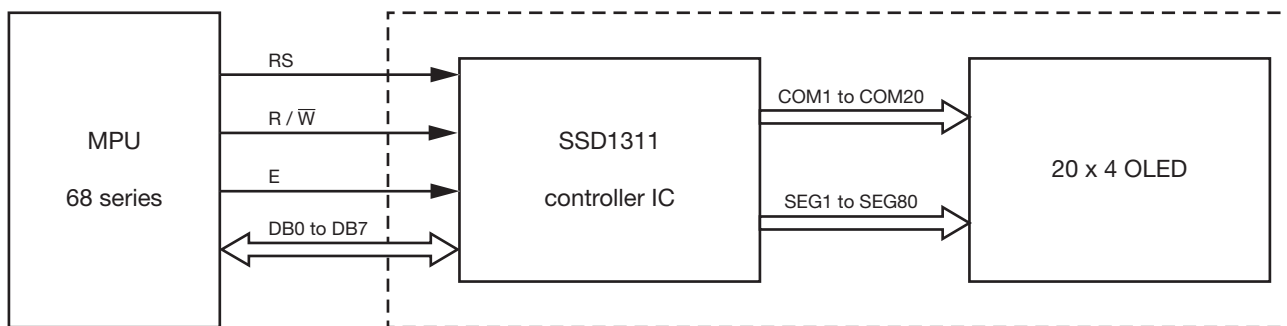 MPU
68 series
RS
R / W̅
E
DB0 to DB7
SSD1311
controller IC
COM1 to COM20
SEG1 to SEG80
20 x 4 OLED